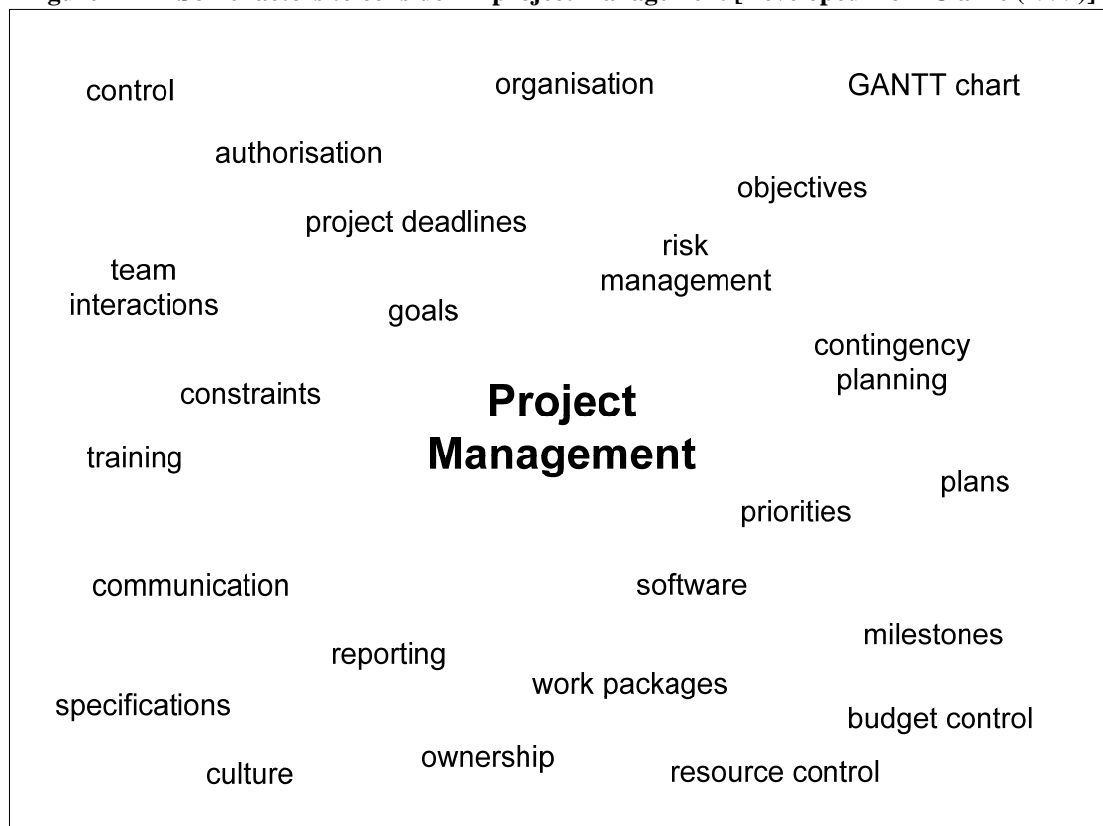 control
organisation
GANTT chart
authorisation
objectives
project deadlines
risk
management
team
interactions
goals
contingency
planning
constraints
Project
Management
training
plans
priorities
communication
software
milestones
reporting
work packages
specifications
budget control
ownership
resource control
culture